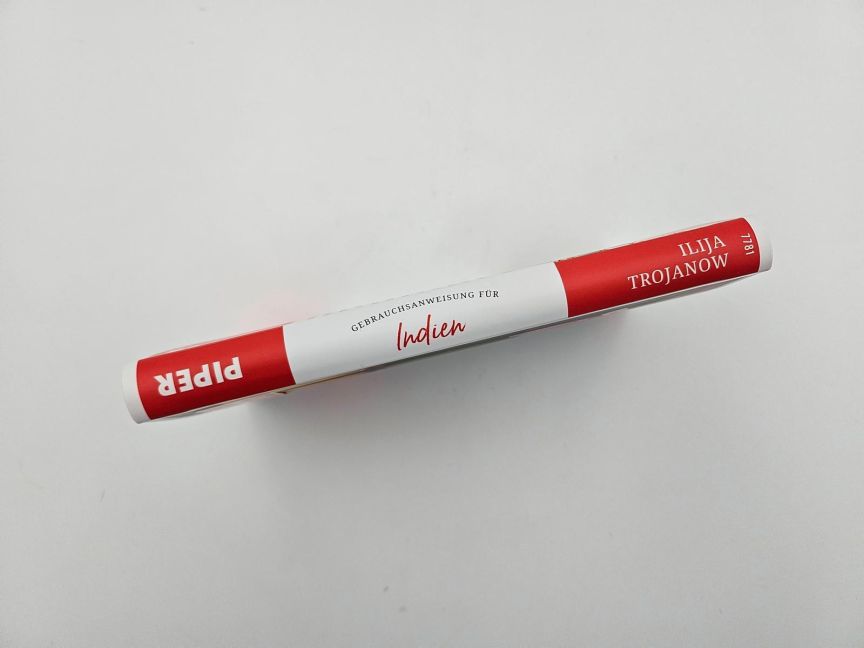 ILIJA
TROJANOW
7781
GEBRAUCHSANWEISUNG FÜR
Indien
PIPER